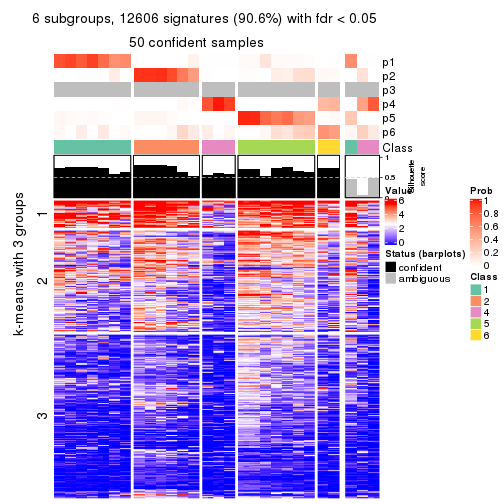 6 subgroups, 12606 signatures (90.6%) with fdr < 0.05
50 confident samples
p1
p2
p3
p4
p5
p6
Class
1
0.5
0
Silhouette
score
k-means with 3 groups
1
2
3
Value
6
4
2
0
Status (barplots)
confident
ambiguous
Prob
1
0.8
0.6
0.4
0.2
0
Class
1
2
4
5
6